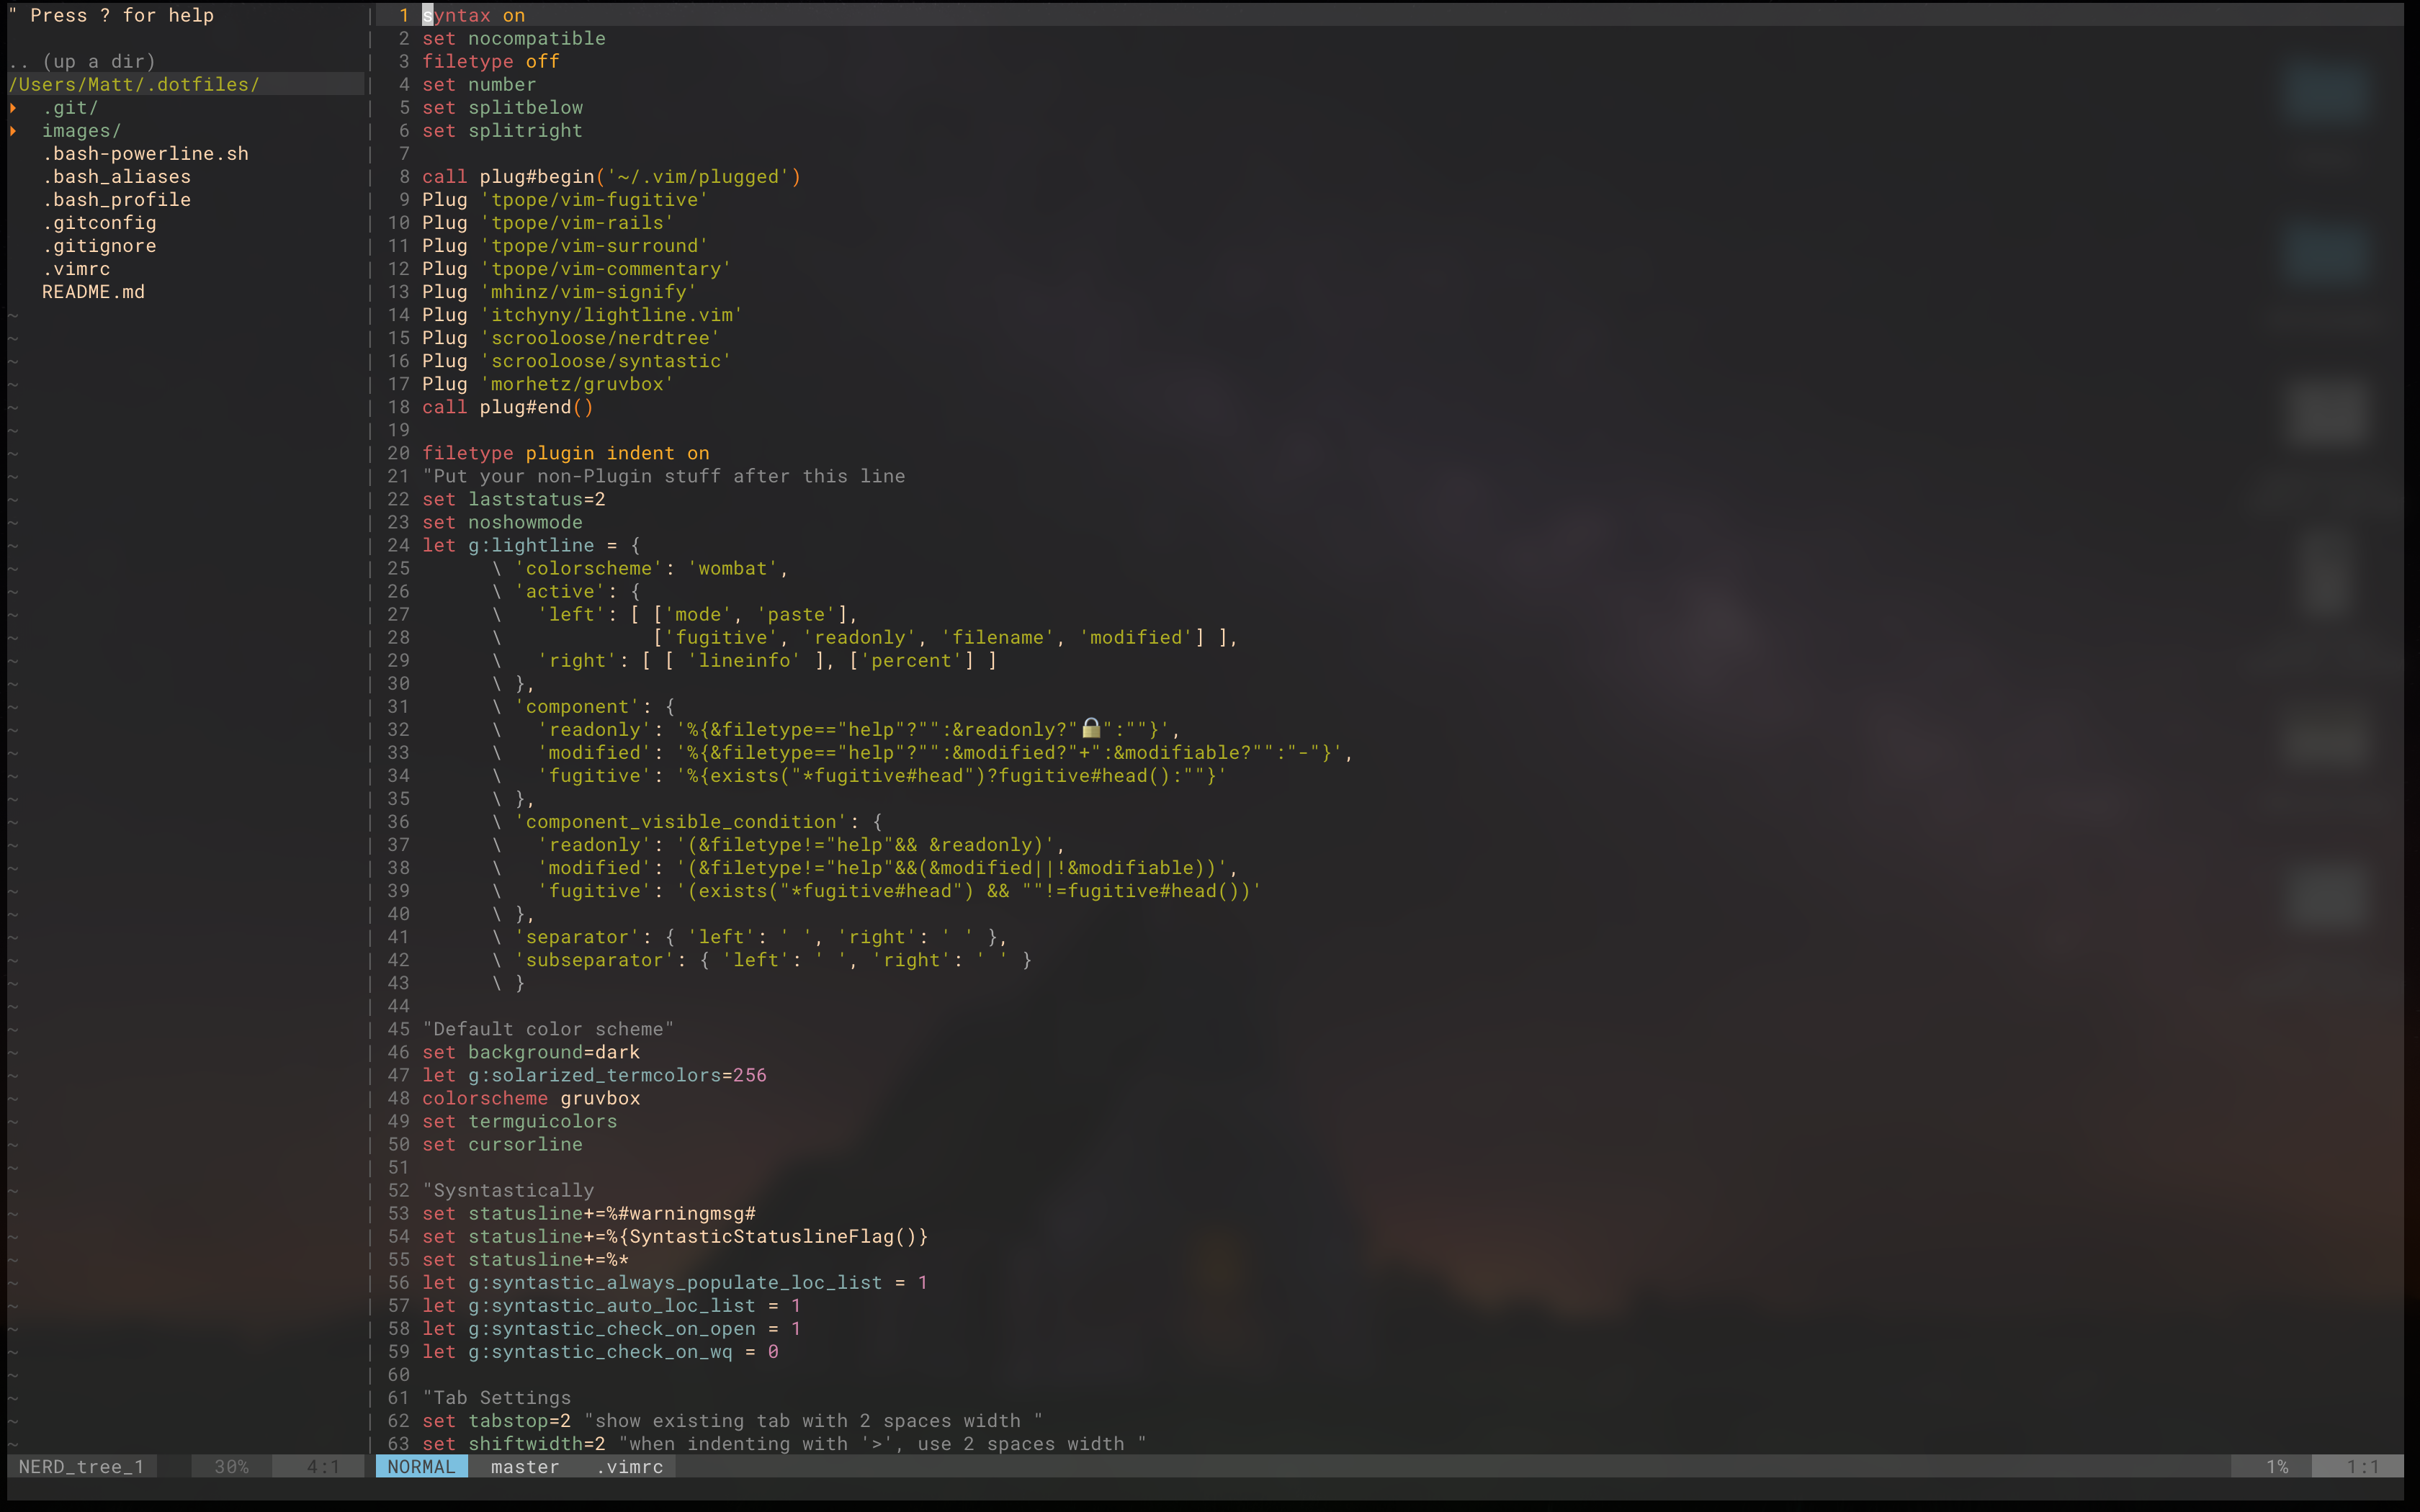 " Press ? for help
.. (up a dir)
/Users/Matt/.dotfiles/
▸ .git/
▸ images/
.bash-powerline.sh
.bash_aliases
.bash_profile
.gitconfig
.gitignore
.vimrc
README.md
NERD_tree_1 30% 4:1
1 syntax on
2 set nocompatible
3 filetype off
4 set number
5 set splitbelow
6 set splitright
7
8 call plug#begin('~/.vim/plugged')
9 Plug 'tpope/vim-fugitive'
10 Plug 'tpope/vim-rails'
11 Plug 'tpope/vim-surround'
12 Plug 'tpope/vim-commentary'
13 Plug 'mhinz/vim-signify'
14 Plug 'itchyny/lightline.vim'
15 Plug 'scrooloose/nerdtree'
16 Plug 'scrooloose/syntastic'
17 Plug 'morhetz/gruvbox'
18 call plug#end()
19
20 filetype plugin indent on
21 "Put your non-Plugin stuff after this line
22 set laststatus=2
23 set noshowmode
24 let g:lightline = {
25 \ 'colorscheme': 'wombat',
26 \ 'active': {
27 \   'left': [ ['mode', 'paste'],
28 \             ['fugitive', 'readonly', 'filename', 'modified'] ],
29 \   'right': [ [ 'lineinfo' ], ['percent'] ]
30 \ },
31 \ 'component': {
32 \   'readonly': '%{&filetype=="help"?"":&readonly?"🔒":""}',
33 \   'modified': '%{&filetype=="help"?"":&modified?"+":&modifiable?"":"-"}',
34 \   'fugitive': '%{exists("*fugitive#head")?fugitive#head():""}'
35 \ },
36 \ 'component_visible_condition': {
37 \   'readonly': '(&filetype!="help"&& &readonly)',
38 \   'modified': '(&filetype!="help"&&(&modified||!&modifiable))',
39 \   'fugitive': '(exists("*fugitive#head") && ""!=fugitive#head())'
40 \ },
41 \ 'separator': { 'left': ' ', 'right': ' ' },
42 \ 'subseparator': { 'left': ' ', 'right': ' ' }
43 \ }
44
45 "Default color scheme"
46 set background=dark
47 let g:solarized_termcolors=256
48 colorscheme gruvbox
49 set termguicolors
50 set cursorline
51
52 "Sysntastically
53 set statusline+=%#warningmsg#
54 set statusline+=%{SyntasticStatuslineFlag()}
55 set statusline+=%*
56 let g:syntastic_always_populate_loc_list = 1
57 let g:syntastic_auto_loc_list = 1
58 let g:syntastic_check_on_open = 1
59 let g:syntastic_check_on_wq = 0
60
61 "Tab Settings
62 set tabstop=2 "show existing tab with 2 spaces width "
63 set shiftwidth=2 "when indenting with '>', use 2 spaces width "
NORMAL master .vimrc 1% 1:1